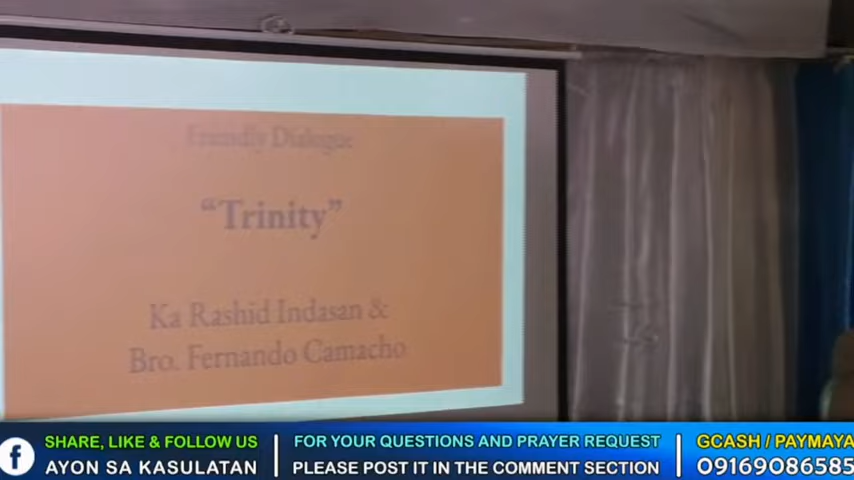 Friendly Dialogue
“Trinity”
Ka Rashid Indasan &
Bro. Fernando Camacho
SHARE, LIKE & FOLLOW US
AYON SA KASULATAN
FOR YOUR QUESTIONS AND PRAYER REQUEST
PLEASE POST IT IN THE COMMENT SECTION
GCASH / PAYMAYA
09169086585